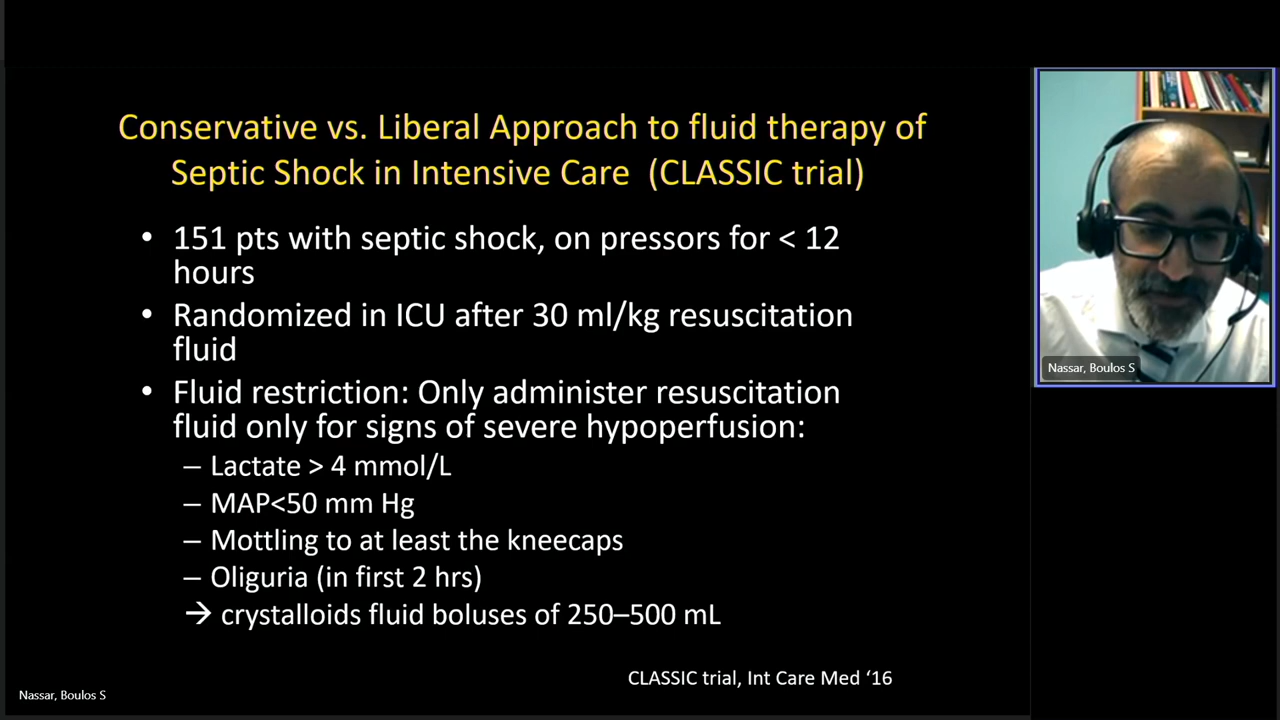 Conservative vs. Liberal Approach to fluid therapy of
Septic Shock in Intensive Care (CLASSIC trial)
• 151 pts with septic shock, on pressors for < 12
hours
• Randomized in ICU after 30 ml/kg resuscitation
fluid
• Fluid restriction: Only administer resuscitation
fluid only for signs of severe hypoperfusion:
– Lactate > 4 mmol/L
– MAP<50 mm Hg
– Mottling to at least the kneecaps
– Oliguria (in first 2 hrs)
→ crystalloids fluid boluses of 250–500 mL
CLASSIC trial, Int Care Med ‘16
Nassar, Boulos S
Nassar, Boulos S